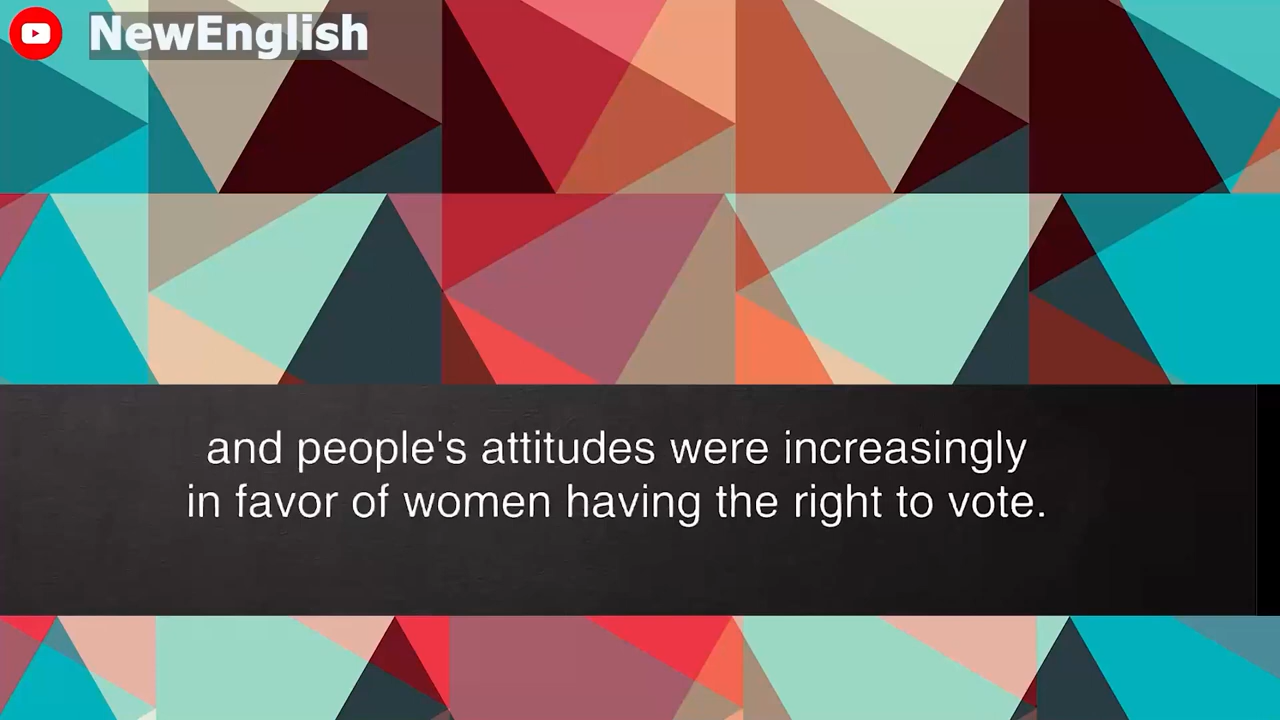 NewEnglish
and people's attitudes were increasingly
in favor of women having the right to vote.